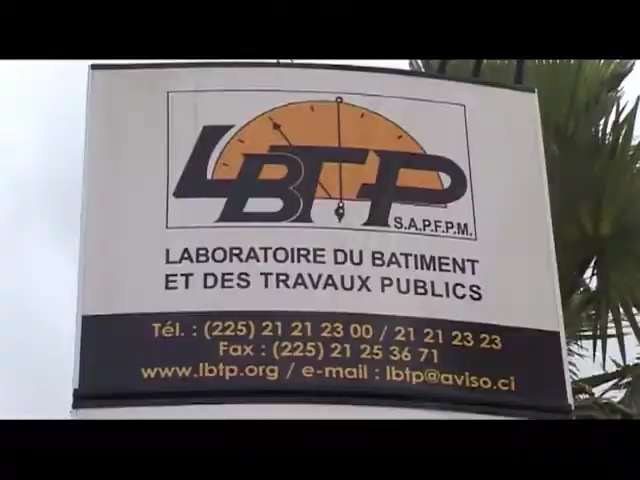 LBTP
S.A.P.F.P.M.
LABORATOIRE DU BATIMENT
ET DES TRAVAUX PUBLICS
Tél. : (225) 21 21 23 00 / 21 21 23 23
Fax : (225) 21 25 36 71
www.lbtp.org / e-mail : lbtp@aviso.ci